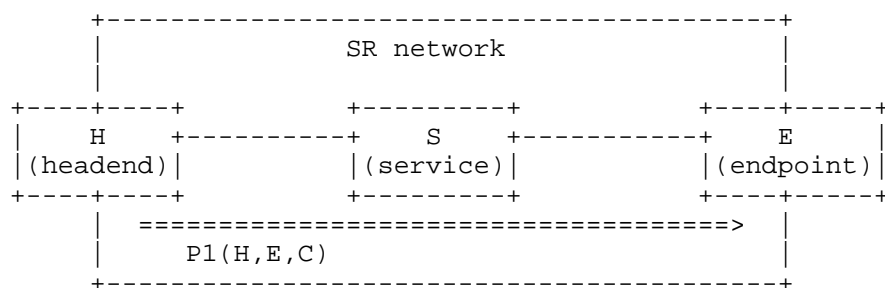 SR network
H S E
(headend) (service) (endpoint)
P1(H,E,C)